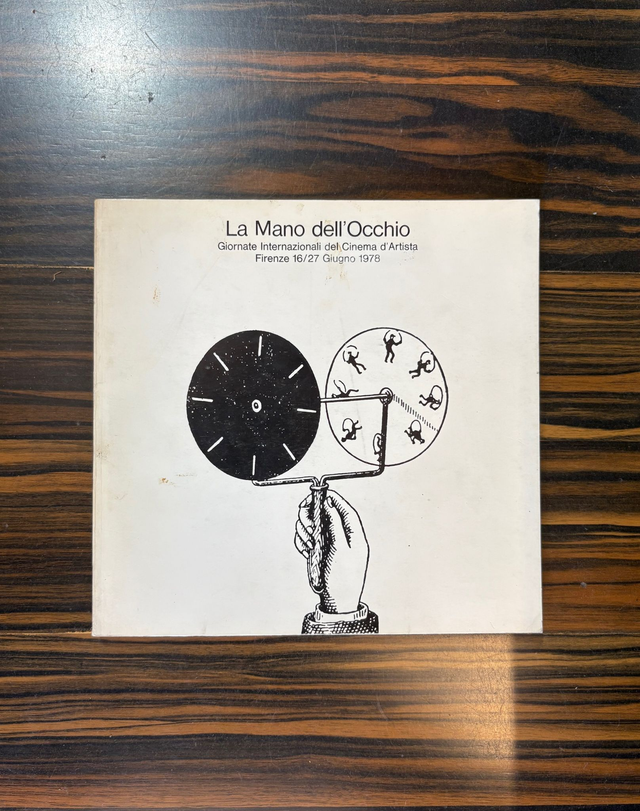 La Mano dell'Occhio
Giornate Internazionali del Cinema d'Artista
Firenze 16/27 Giugno 1978